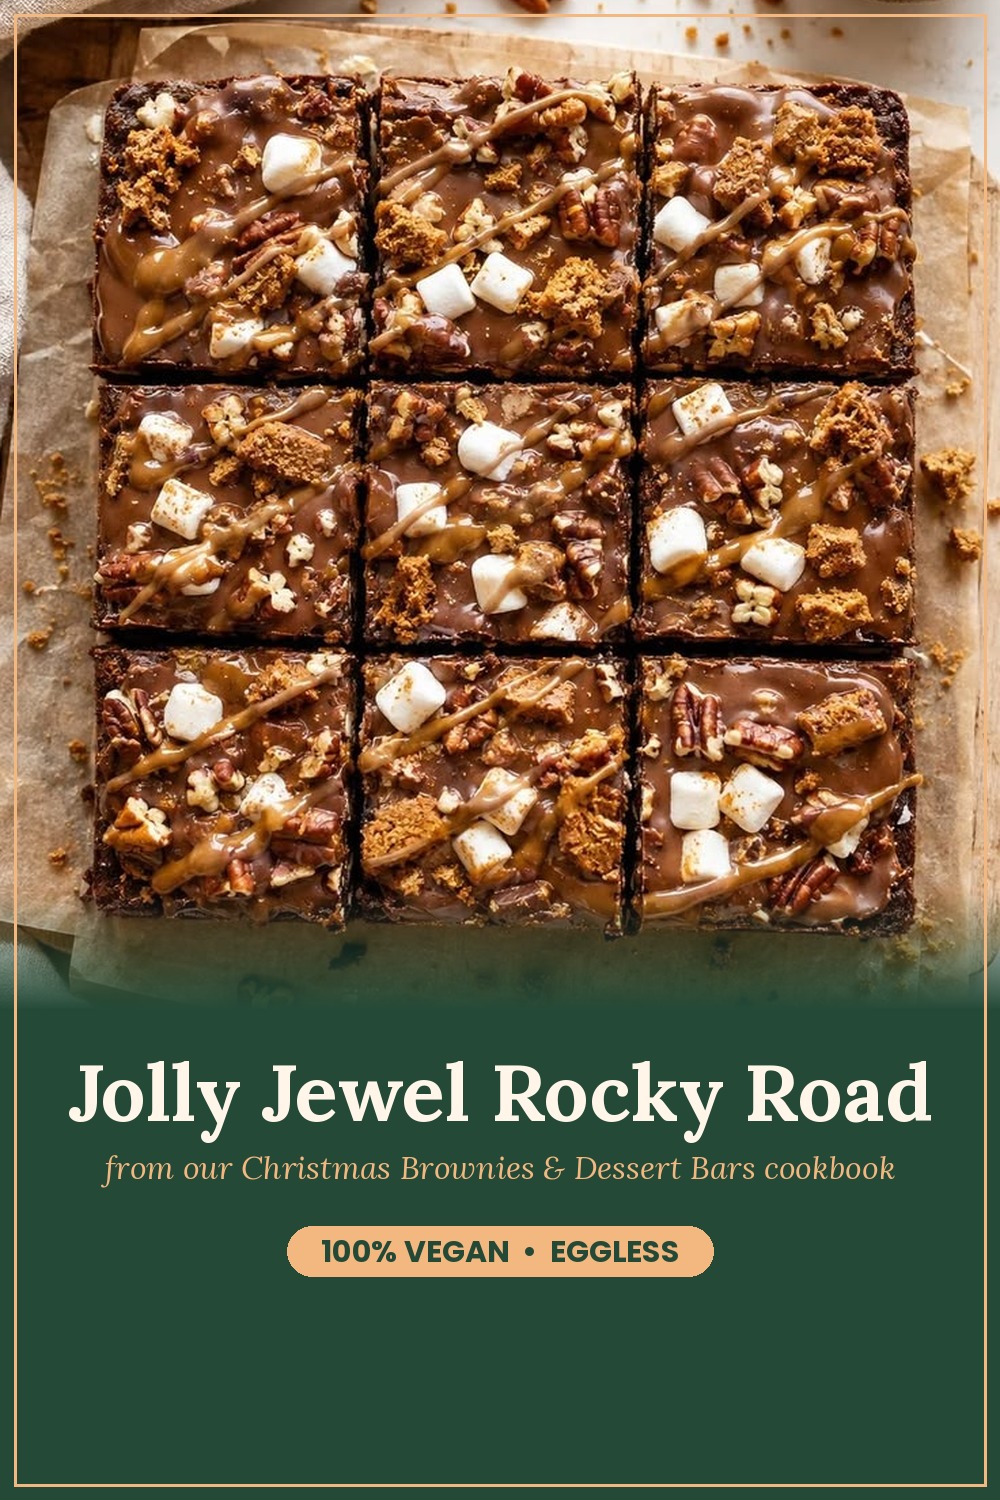 Jolly Jewel Rocky Road
from our Christmas Brownies & Dessert Bars cookbook
100% VEGAN • EGGLESS